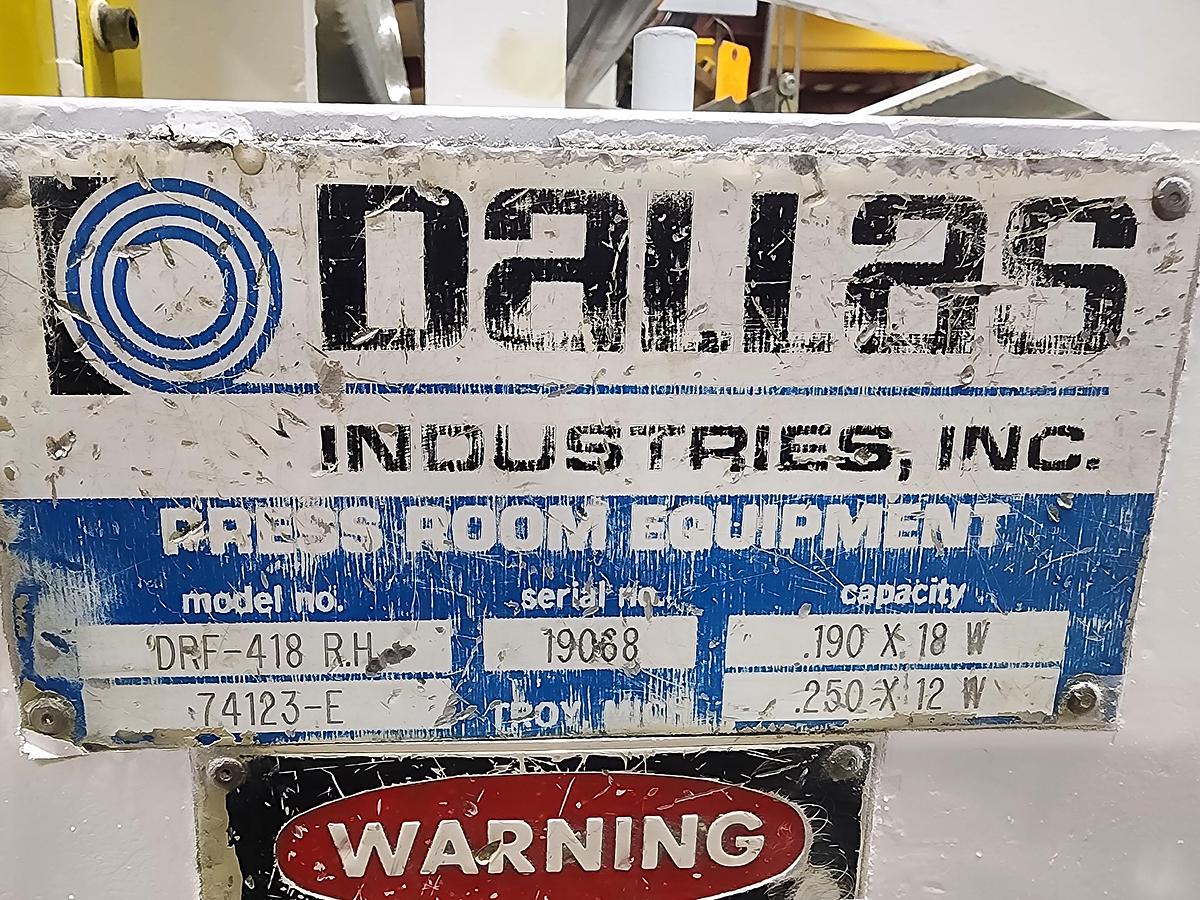 Dallas
INDUSTRIES, INC.
PRESS ROOM EQUIPMENT
model no. serial no. capacity
DRF-418 R.H. 19068 .190 X 18 W
74123-E TROY, MICH. .250 X 12 W
WARNING